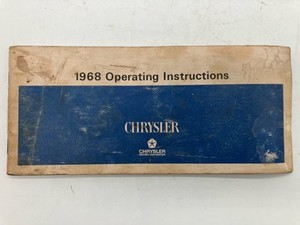 1968 Operating Instructions
CHRYSLER
CHRYSLER